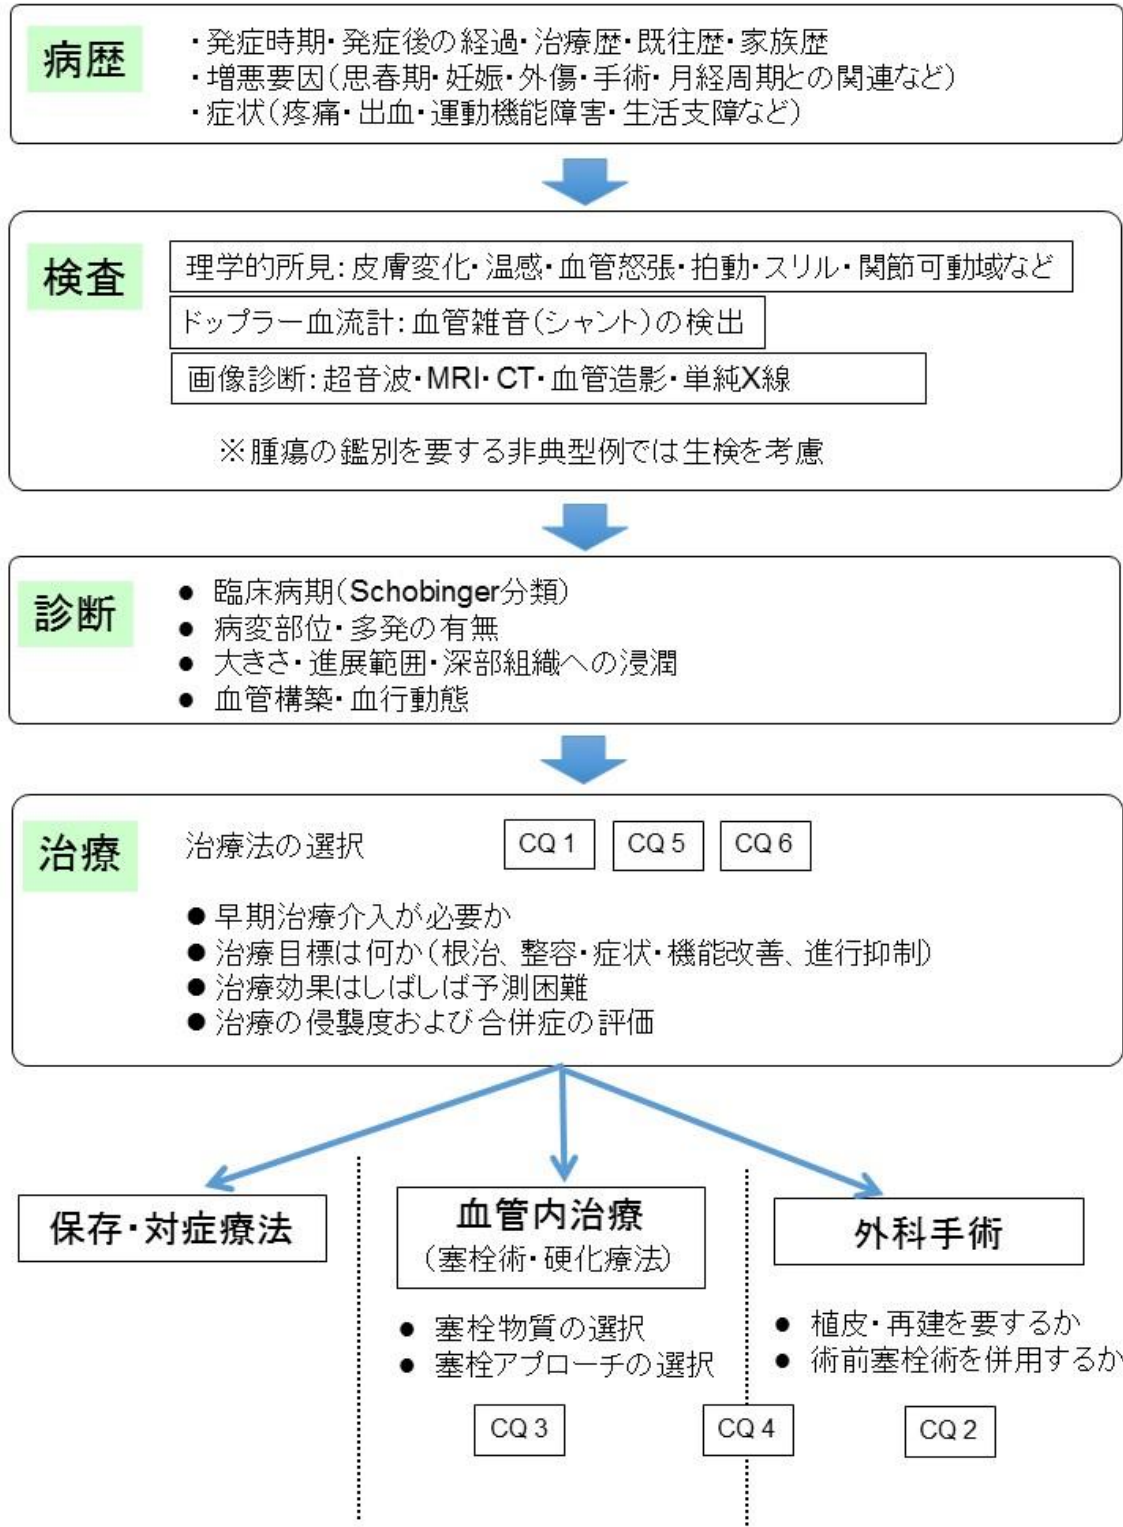 病歴
・発症時期・発症後の経過・治療歴・既往歴・家族歴
・増悪要因(思春期・妊娠・外傷・手術・月経周期との関連など)
・症状(疼痛・出血・運動機能障害・生活支障など)
検査
理学的所見:皮膚変化・温感・血管怒張・拍動・スリル・関節可動域など
ドップラー血流計:血管雑音(シャント)の検出
画像診断:超音波・MRI・CT・血管造影・単純X線
※腫瘍の鑑別を要する非典型例では生検を考慮
診断
● 臨床病期(Schobinger分類)
● 病変部位・多発の有無
● 大きさ・進展範囲・深部組織への浸潤
● 血管構築・血行動態
治療
治療法の選択 CQ 1 CQ 5 CQ 6
● 早期治療介入が必要か
● 治療目標は何か(根治、整容・症状・機能改善、進行抑制)
● 治療効果はしばしば予測困難
● 治療の侵襲度および合併症の評価
保存・対症療法
血管内治療
(塞栓術・硬化療法)
● 塞栓物質の選択
● 塞栓アプローチの選択
CQ 3
CQ 4
外科手術
● 植皮・再建を要するか
● 術前塞栓術を併用するか
CQ 2